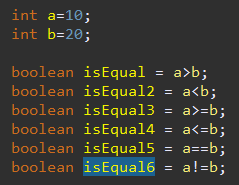 int a=10;
int b=20;
boolean isEqual = a>b;
boolean isEqual2 = a<b;
boolean isEqual3 = a>=b;
boolean isEqual4 = a<=b;
boolean isEqual5 = a==b;
boolean isEqual6 = a!=b;